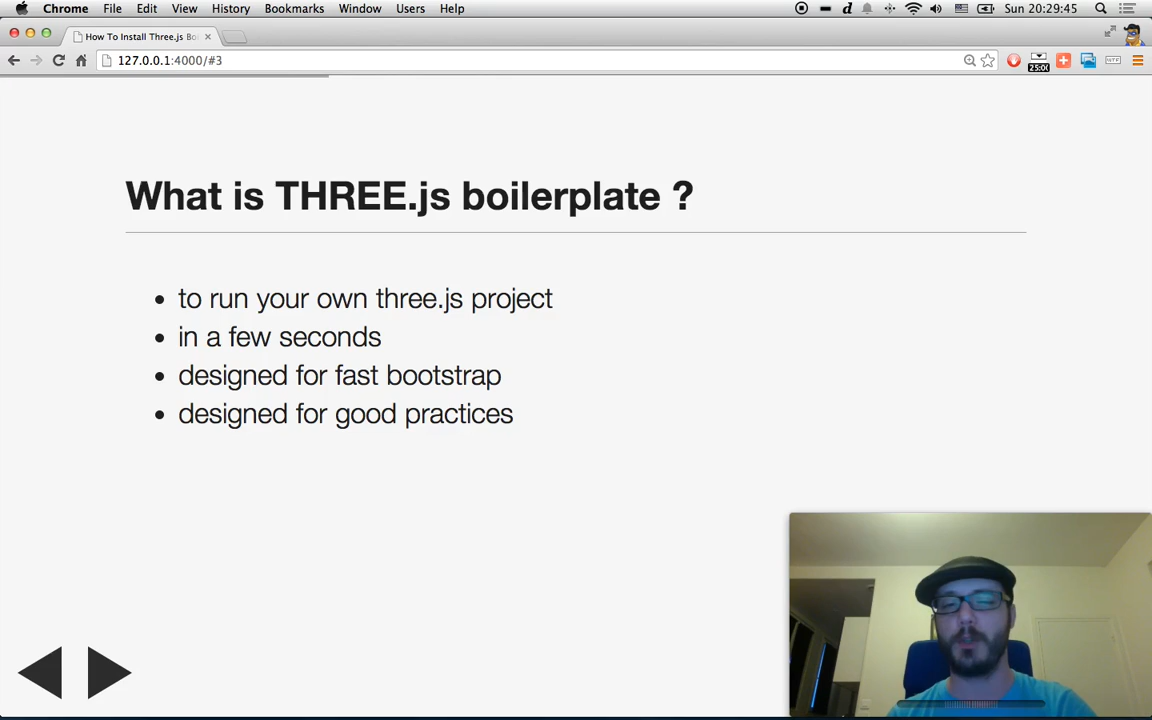 Chrome File Edit View History Bookmarks Window Users Help Sun 20:29:45
How To Install Three.js Bo
127.0.0.1:4000/#3
25:00
What is THREE.js boilerplate ?
to run your own three.js project
in a few seconds
designed for fast bootstrap
designed for good practices